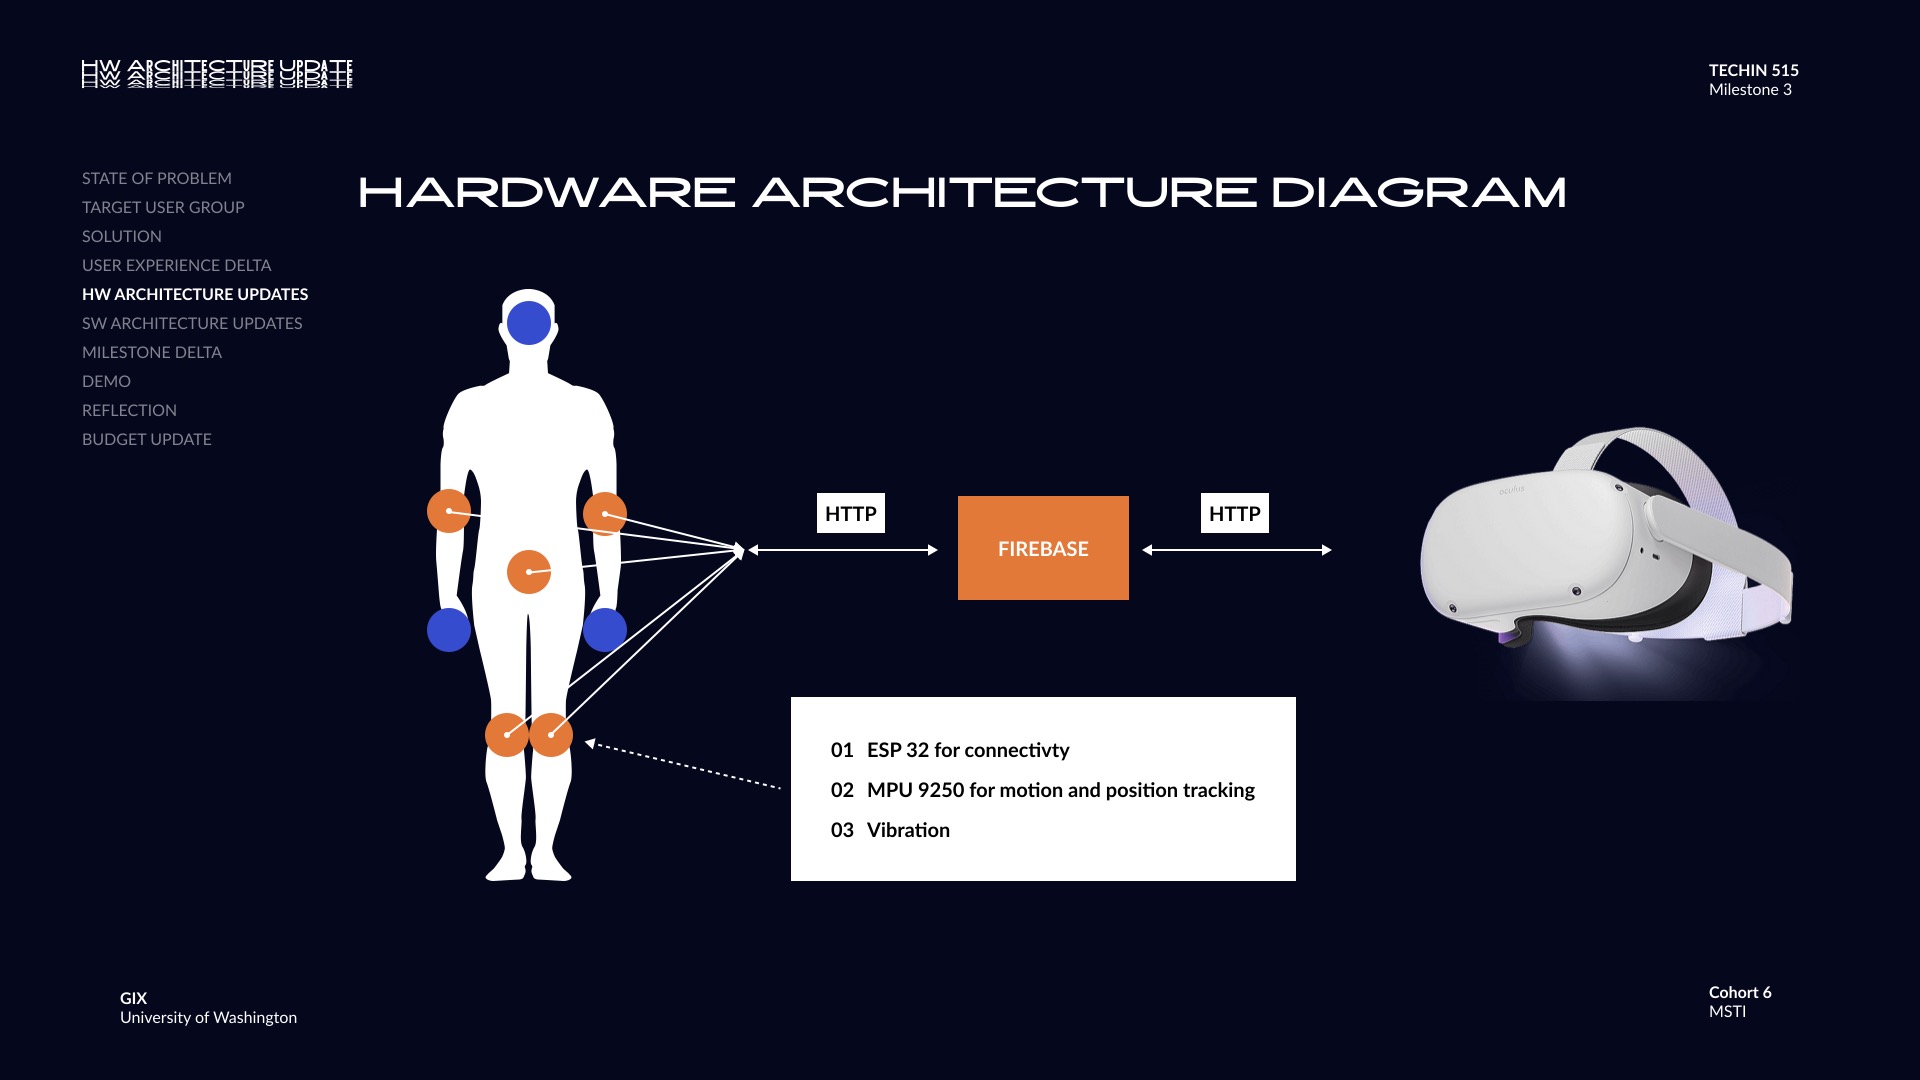 HW ARCHITECTURE UPDATE
TECHIN 515
Milestone 3
STATE OF PROBLEM
TARGET USER GROUP
SOLUTION
USER EXPERIENCE DELTA
HW ARCHITECTURE UPDATES
SW ARCHITECTURE UPDATES
MILESTONE DELTA
DEMO
REFLECTION
BUDGET UPDATE
HARDWARE ARCHITECTURE DIAGRAM
HTTP
FIREBASE
HTTP
oculus
01 ESP 32 for connectivty
02 MPU 9250 for motion and position tracking
03 Vibration
GIX
University of Washington
Cohort 6
MSTI